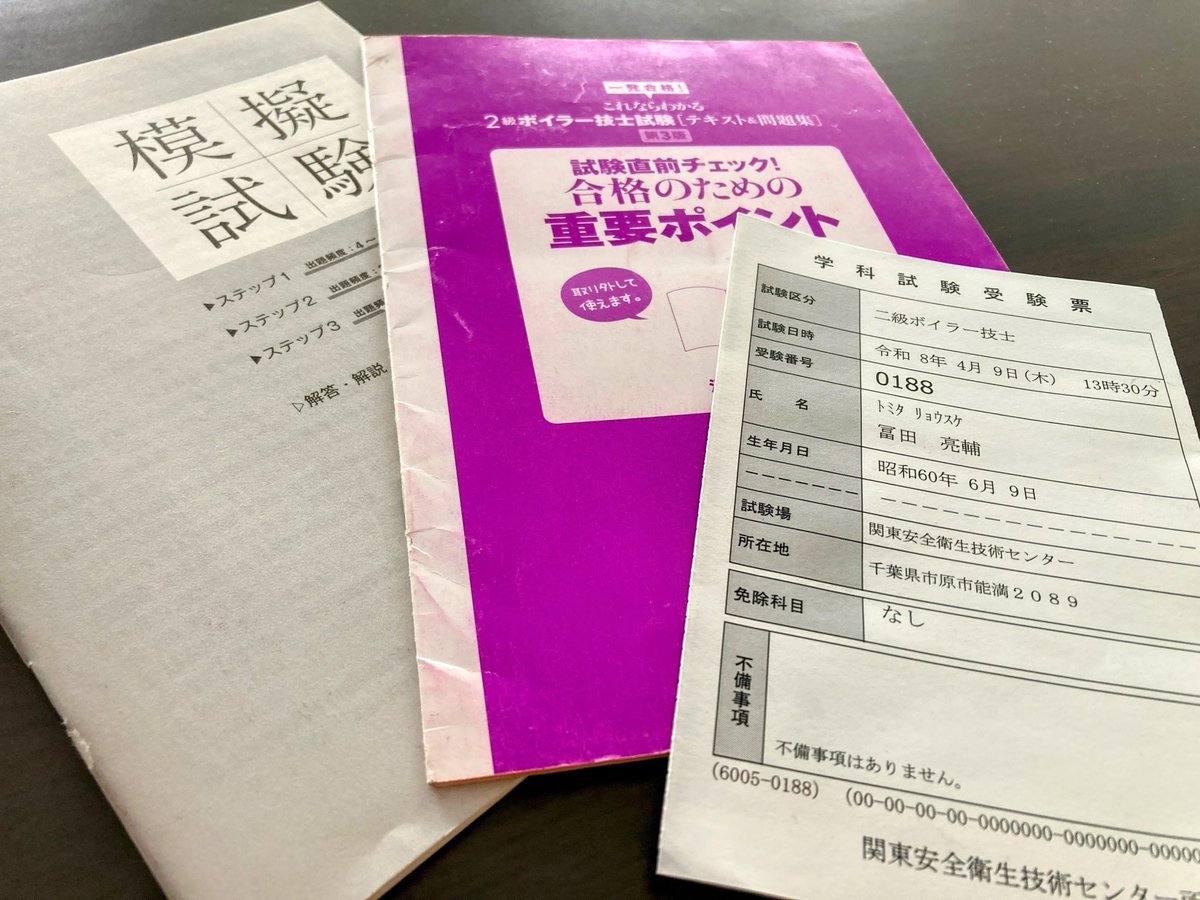 模擬
試験
▶ステップ1 出題頻度:4~
▶ステップ2 出題頻度:
▶ステップ3 出題頻度
▷解答・解説
一発合格!
これならわかる
2級ボイラー技士試験[テキスト&問題集]
第3版
試験直前チェック!
合格のための
重要ポイント
取り外して
使えます。
学科試験受験票
試験区分 二級ボイラー技士
試験日時 令和 8年 4月 9日(木) 13時30分
受験番号 0188
氏 名 トミタ リョウスケ
冨田 亮輔
生年月日 昭和60年 6月 9日
試験場 関東安全衛生技術センター
所在地 千葉県市原市能満2089
免除科目 なし
不備事項
不備事項はありません。
(6005-0188) (00-00-00-00-0000000-0000000-00000
関東安全衛生技術センター